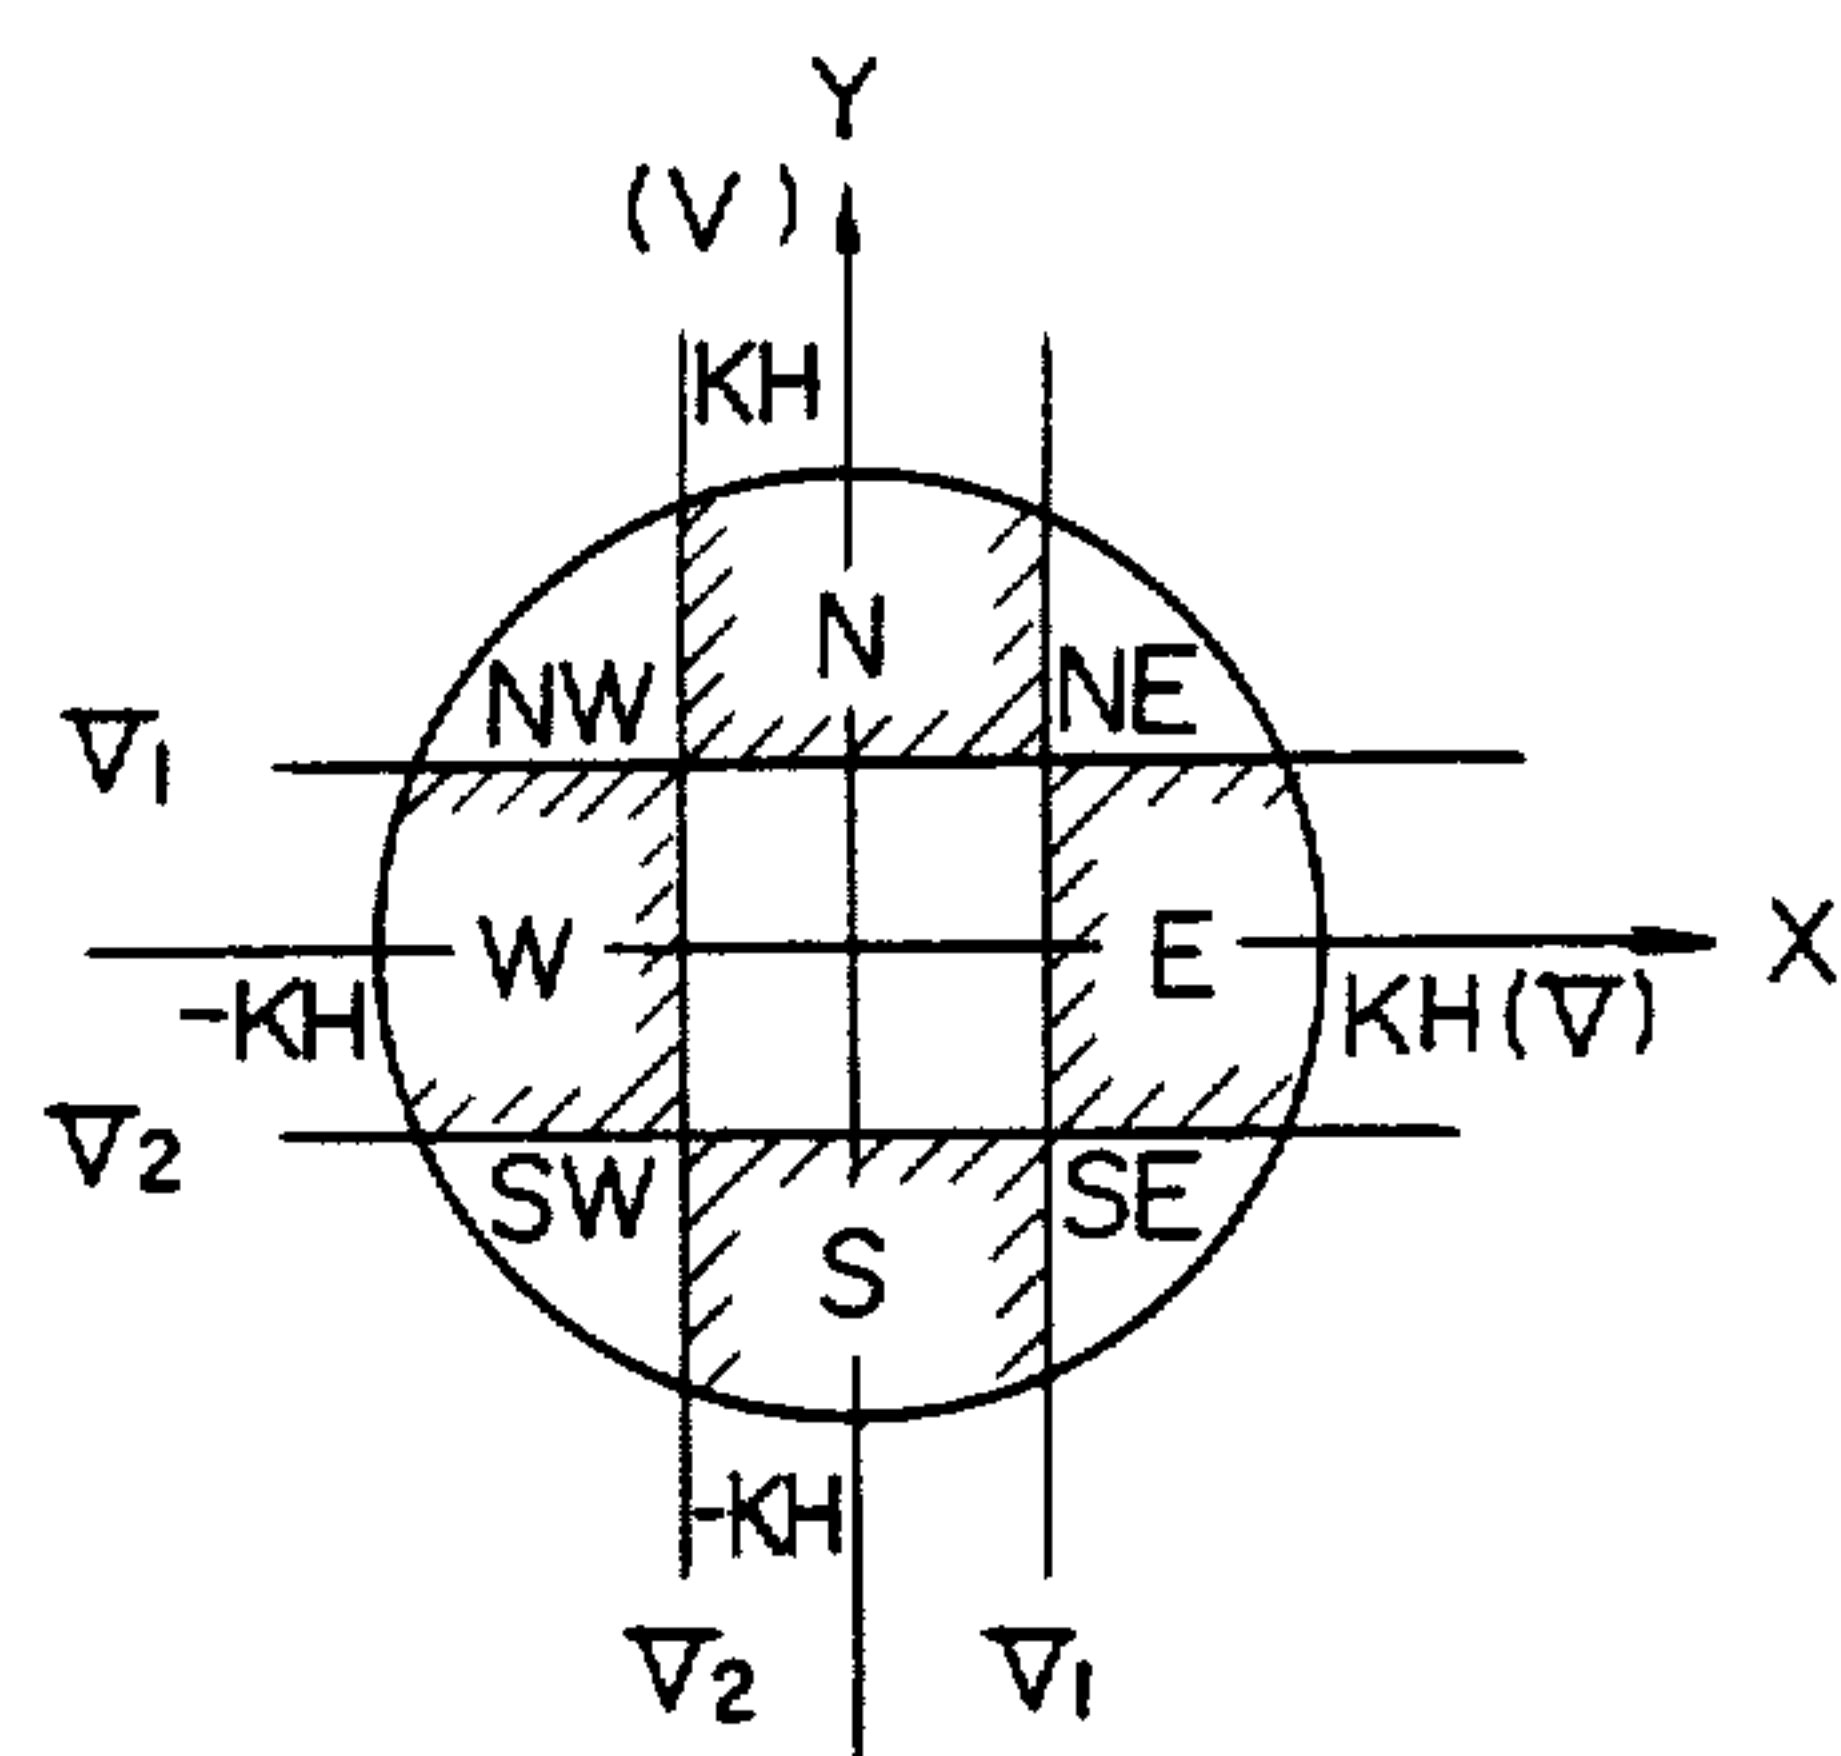 Y
(V)
KH
N
NW NE
V̅1
W E X
-KH KH(V̅)
V̅2
SW SE
S
-KH
V̅2 V̅1